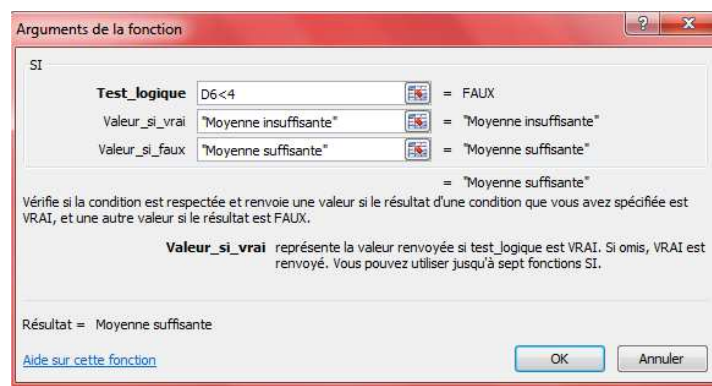 Arguments de la fonction
SI
Test_logique D6<4 = FAUX
Valeur_si_vrai "Moyenne insuffisante" = "Moyenne insuffisante"
Valeur_si_faux "Moyenne suffisante" = "Moyenne suffisante"
= "Moyenne suffisante"
Vérifie si la condition est respectée et renvoie une valeur si le résultat d'une condition que vous avez spécifiée est
VRAI, et une autre valeur si le résultat est FAUX.
Valeur_si_vrai représente la valeur renvoyée si test_logique est VRAI. Si omis, VRAI est
renvoyé. Vous pouvez utiliser jusqu'à sept fonctions SI.
Résultat = Moyenne suffisante
Aide sur cette fonction OK Annuler